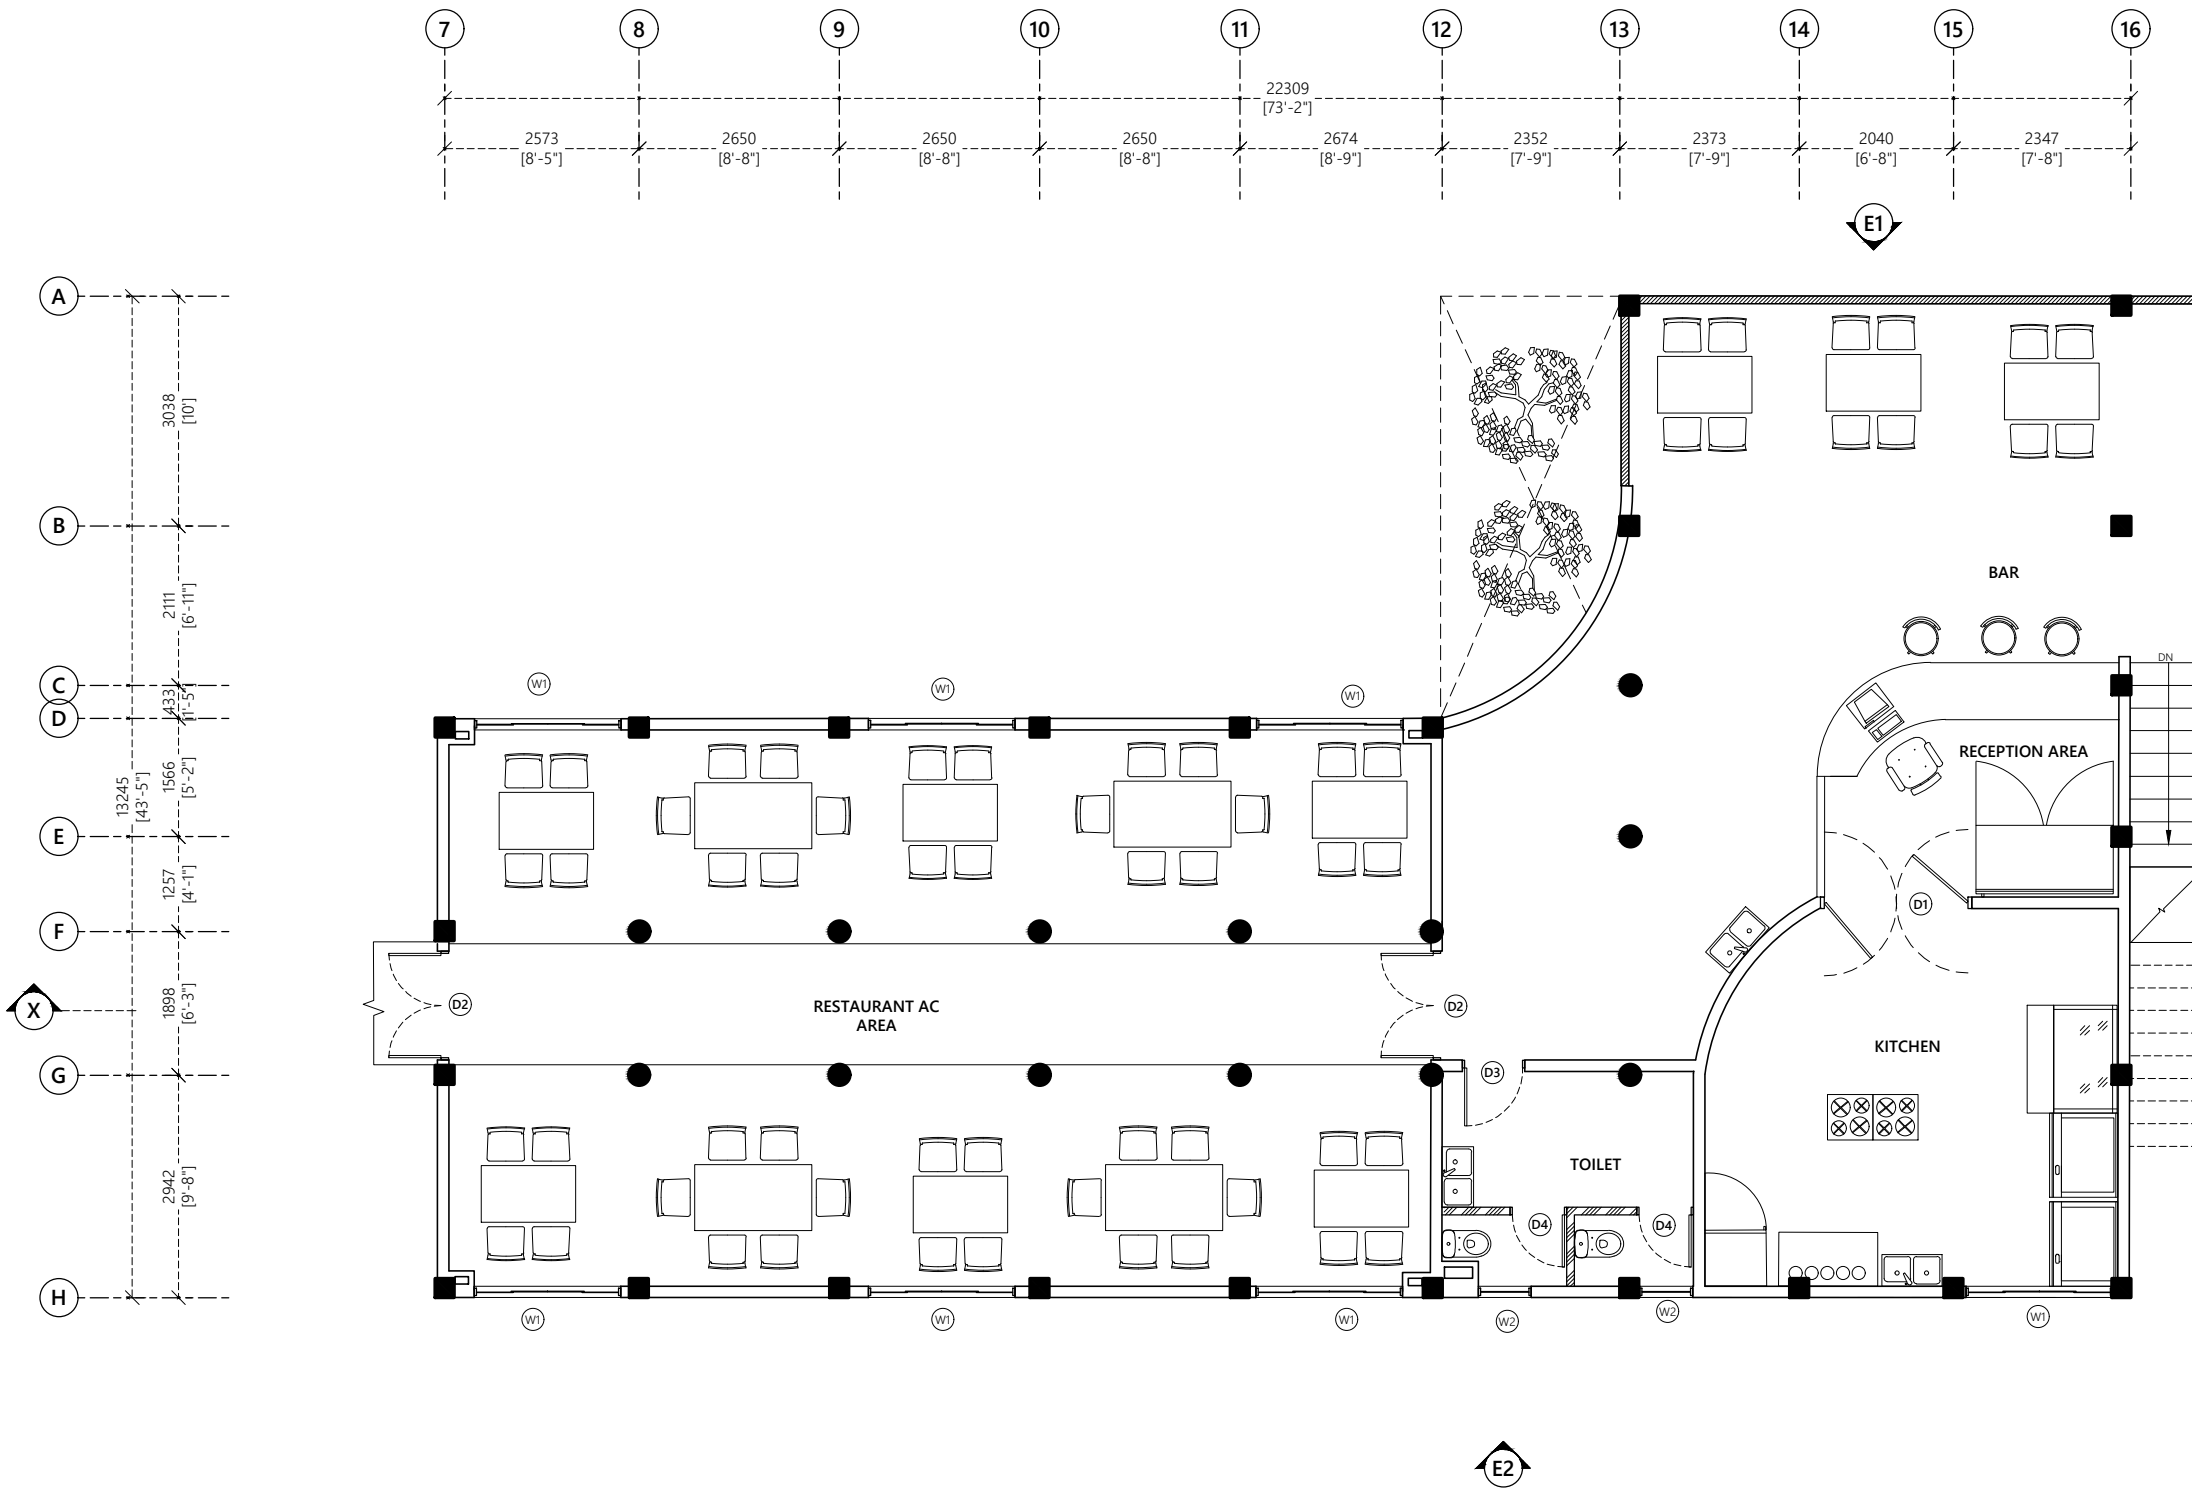 7 8 9 10 11 12 13 14 15 16
22309
[73'-2"]
2573 2650 2650 2650 2674 2352 2373 2040 2347
[8'-5"] [8'-8"] [8'-8"] [8'-8"] [8'-9"] [7'-9"] [7'-9"] [6'-8"] [7'-8"]
E1
A
3038
[10']
B
2111
[6'-11"]
BAR
C
433
[1'-5"]
D
W1 W1 W1
DN
13245
[43'-5"]
1566
[5'-2"]
RECEPTION AREA
E
1257
[4'-1"]
D1
F
X
1898
[6'-3"]
D2
RESTAURANT AC
AREA
D2
KITCHEN
G
D3
2942
[9'-8"]
TOILET
D4 D4
H
W1 W1 W1 W2 W2 W1
E2